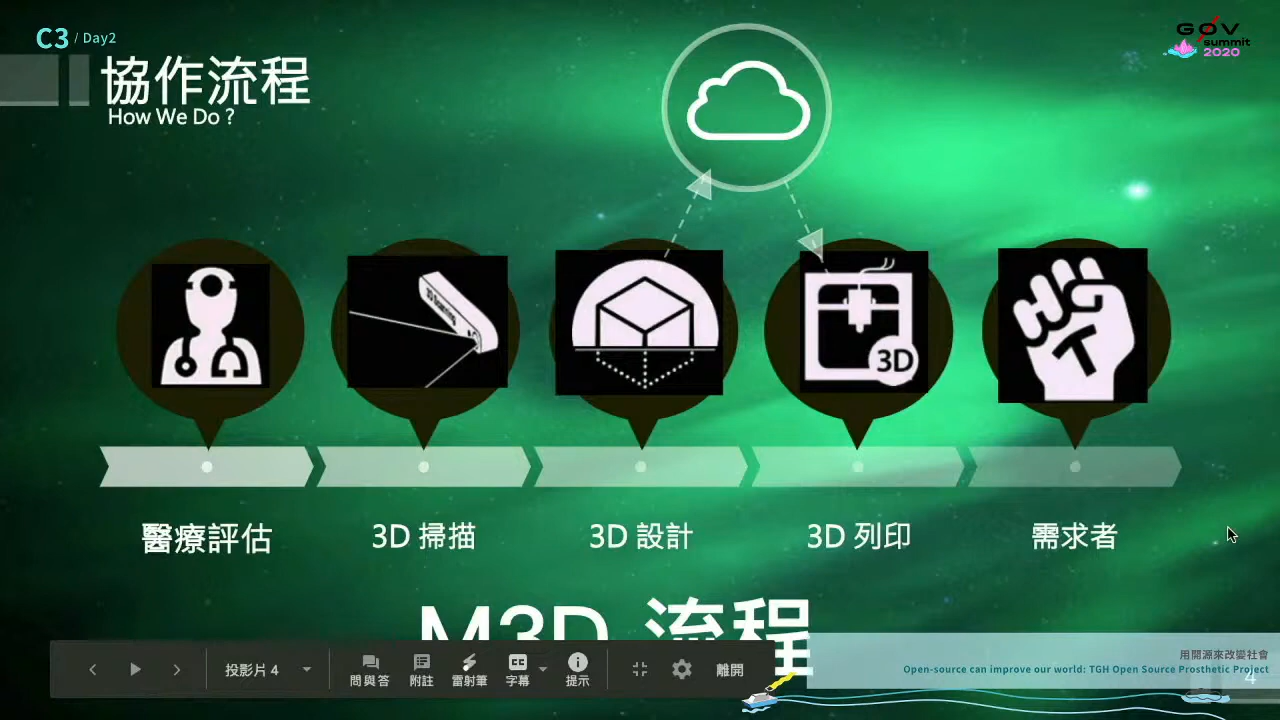 C3 / Day2
GOV
summit
2020
協作流程
How We Do ?
3D Scanning
3D
醫療評估
3D 掃描
3D 設計
3D 列印
需求者
M3D 流程
投影片 4
問與答
附註
雷射筆
字幕
提示
離開
用開源來改變社會
Open-source can improve our world: TGH Open Source Prosthetic Project
4